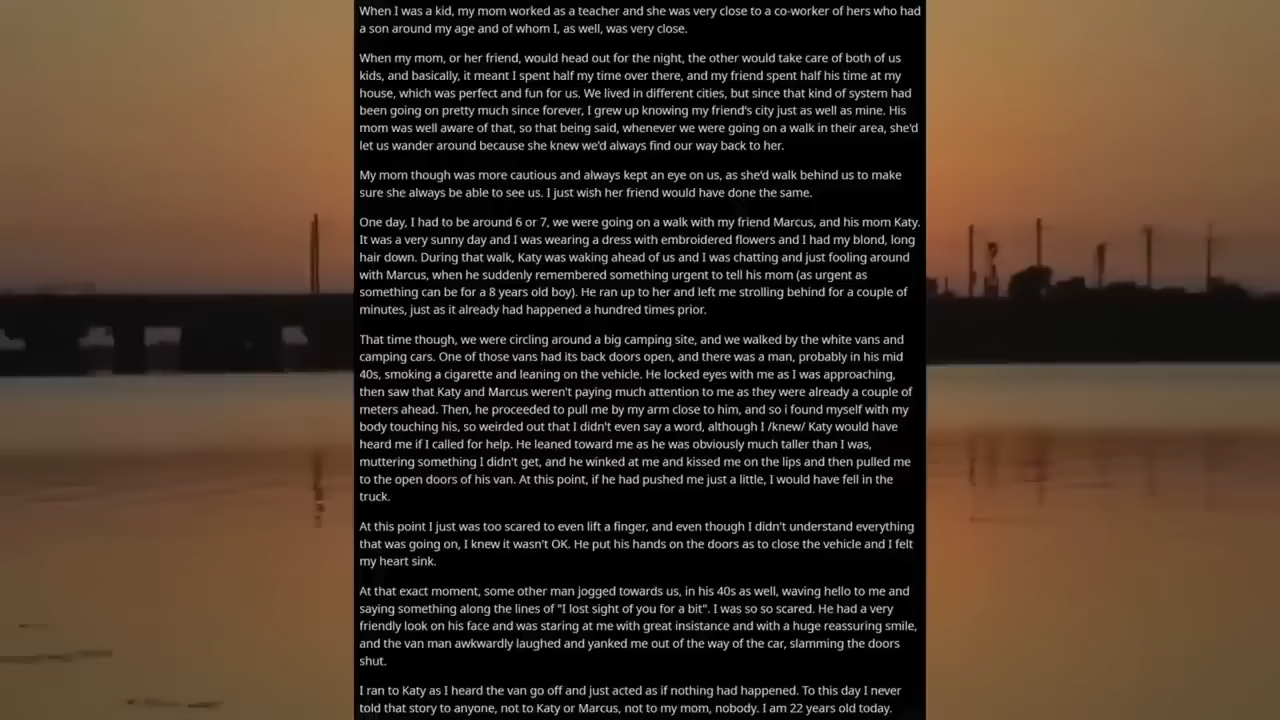 When I was a kid, my mom worked as a teacher and she was very close to a co-worker of hers who had
a son around my age and of whom I, as well, was very close.
When my mom, or her friend, would head out for the night, the other would take care of both of us
kids, and basically, it meant I spent half my time over there, and my friend spent half his time at my
house, which was perfect and fun for us. We lived in different cities, but since that kind of system had
been going on pretty much since forever, I grew up knowing my friend's city just as well as mine. His
mom was well aware of that, so that being said, whenever we were going on a walk in their area, she'd
let us wander around because she knew we'd always find our way back to her.
My mom though was more cautious and always kept an eye on us, as she'd walk behind us to make
sure she always be able to see us. I just wish her friend would have done the same.
One day, I had to be around 6 or 7, we were going on a walk with my friend Marcus, and his mom Katy.
It was a very sunny day and I was wearing a dress with embroidered flowers and I had my blond, long
hair down. During that walk, Katy was waking ahead of us and I was chatting and just fooling around
with Marcus, when he suddenly remembered something urgent to tell his mom (as urgent as
something can be for a 8 years old boy). He ran up to her and left me strolling behind for a couple of
minutes, just as it already had happened a hundred times prior.
That time though, we were circling around a big camping site, and we walked by the white vans and
camping cars. One of those vans had its back doors open, and there was a man, probably in his mid
40s, smoking a cigarette and leaning on the vehicle. He locked eyes with me as I was approaching,
then saw that Katy and Marcus weren't paying much attention to me as they were already a couple of
meters ahead. Then, he proceeded to pull me by my arm close to him, and so i found myself with my
body touching his, so weirded out that I didn't even say a word, although I /knew/ Katy would have
heard me if I called for help. He leaned toward me as he was obviously much taller than I was,
muttering something I didn't get, and he winked at me and kissed me on the lips and then pulled me
to the open doors of his van. At this point, if he had pushed me just a little, I would have fell in the
truck.
At this point I just was too scared to even lift a finger, and even though I didn't understand everything
that was going on, I knew it wasn't OK. He put his hands on the doors as to close the vehicle and I felt
my heart sink.
At that exact moment, some other man jogged towards us, in his 40s as well, waving hello to me and
saying something along the lines of "I lost sight of you for a bit". I was so so scared. He had a very
friendly look on his face and was staring at me with great insistance and with a huge reassuring smile,
and the van man awkwardly laughed and yanked me out of the way of the car, slamming the doors
shut.
I ran to Katy as I heard the van go off and just acted as if nothing had happened. To this day I never
told that story to anyone, not to Katy or Marcus, not to my mom, nobody. I am 22 years old today.